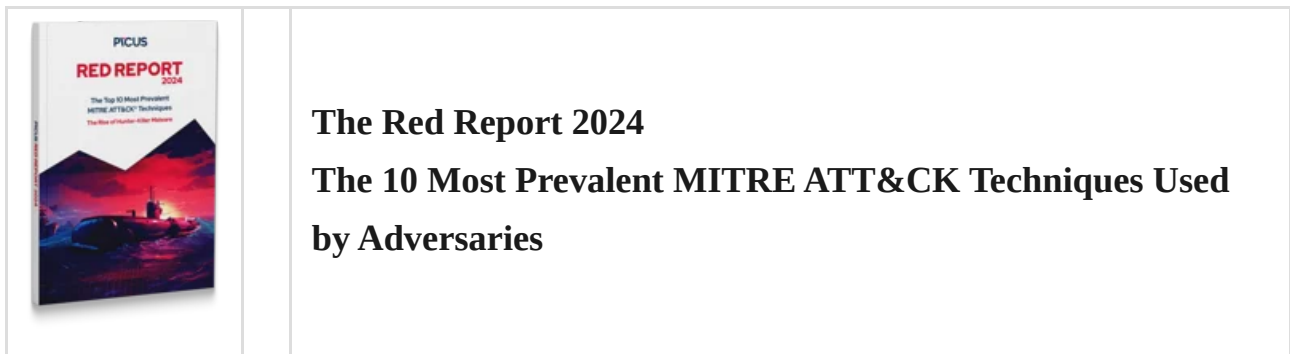 PICUS
RED REPORT
2024
The Top 10 Most Prevalent
MITRE ATT&CK® Techniques
The Rise of Hunter-Killer Malware
The Red Report 2024
The 10 Most Prevalent MITRE ATT&CK Techniques Used
by Adversaries